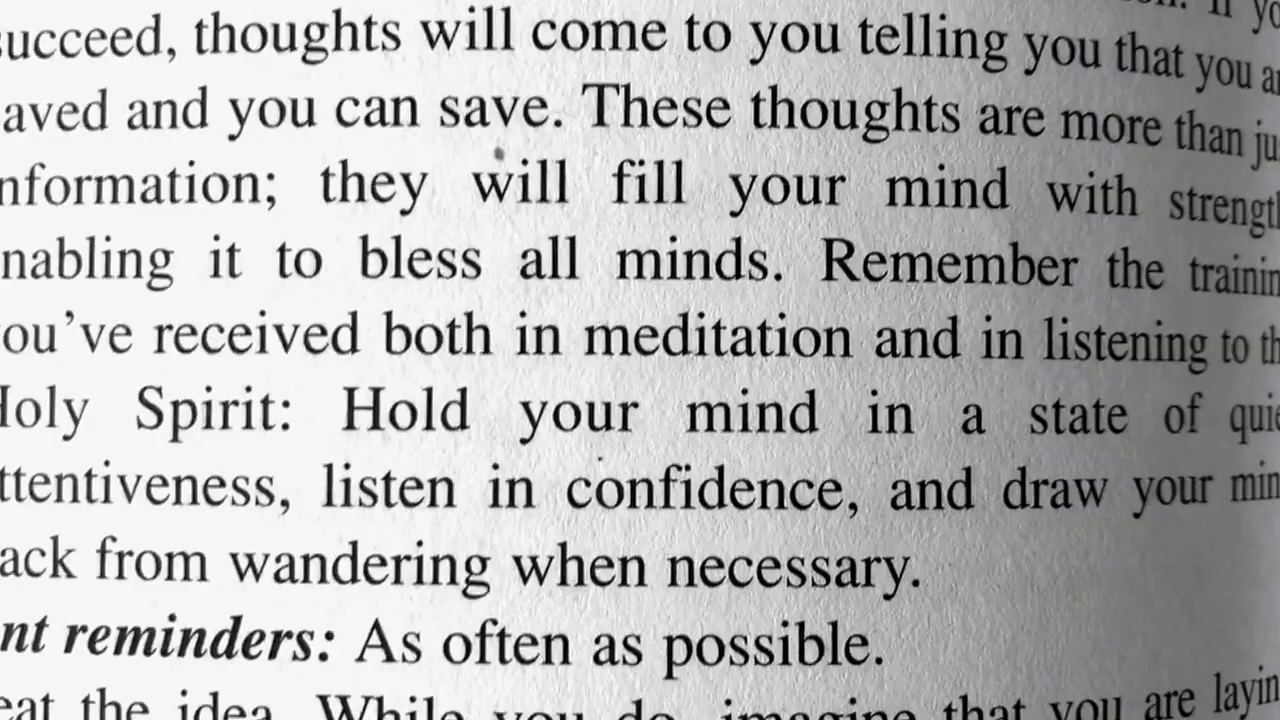 succeed, thoughts will come to you telling you that you
aved and you can save. These thoughts are more than
nformation; they will fill your mind with strength
nabling it to bless all minds. Remember the trainin
ou've received both in meditation and in listening to th
Holy Spirit: Hold your mind in a state of quie
ttentiveness, listen in confidence, and draw your min
ack from wandering when necessary.
nt reminders: As often as possible.
eat the idea. While you do, imagine that you are layin